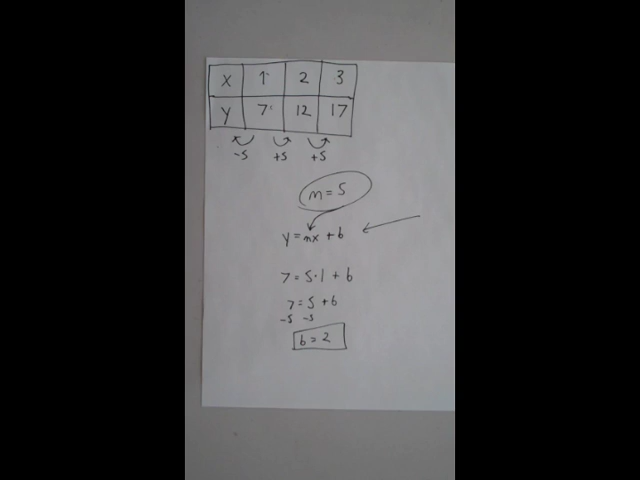 x 1 2 3
y 7 12 17
-5 +5 +5
m = 5
y = mx + b
7 = 5·1 + b
7 = 5 + b
-5 -5
b = 2